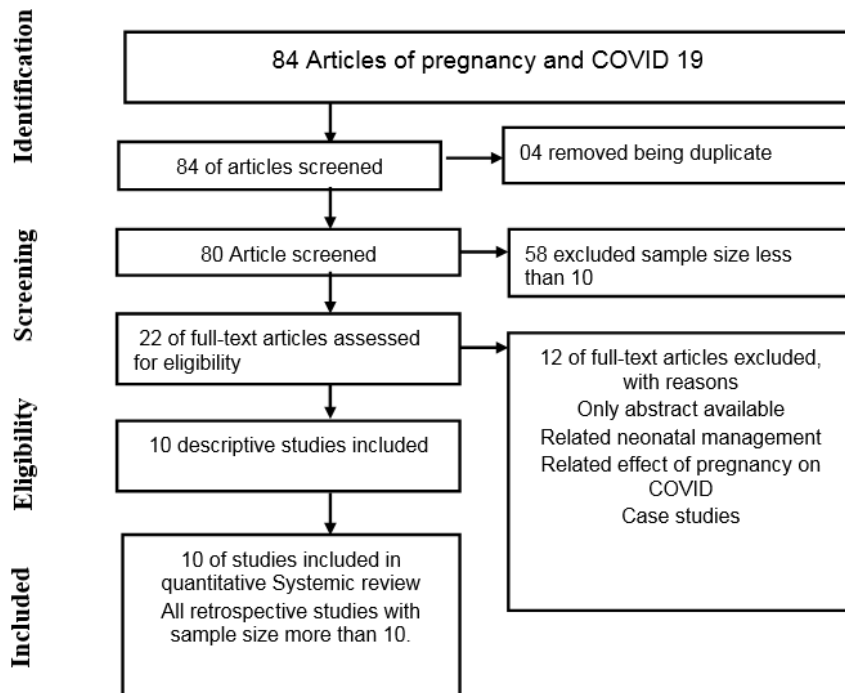 Identification
84 Articles of pregnancy and COVID 19
84 of articles screened
04 removed being duplicate
Screening
80 Article screened
58 excluded sample size less
than 10
22 of full-text articles assessed
for eligibility
12 of full-text articles excluded,
with reasons
Only abstract available
Related neonatal management
Related effect of pregnancy on
COVID
Case studies
Eligibility
10 descriptive studies included
Included
10 of studies included in
quantitative Systemic review
All retrospective studies with
sample size more than 10.